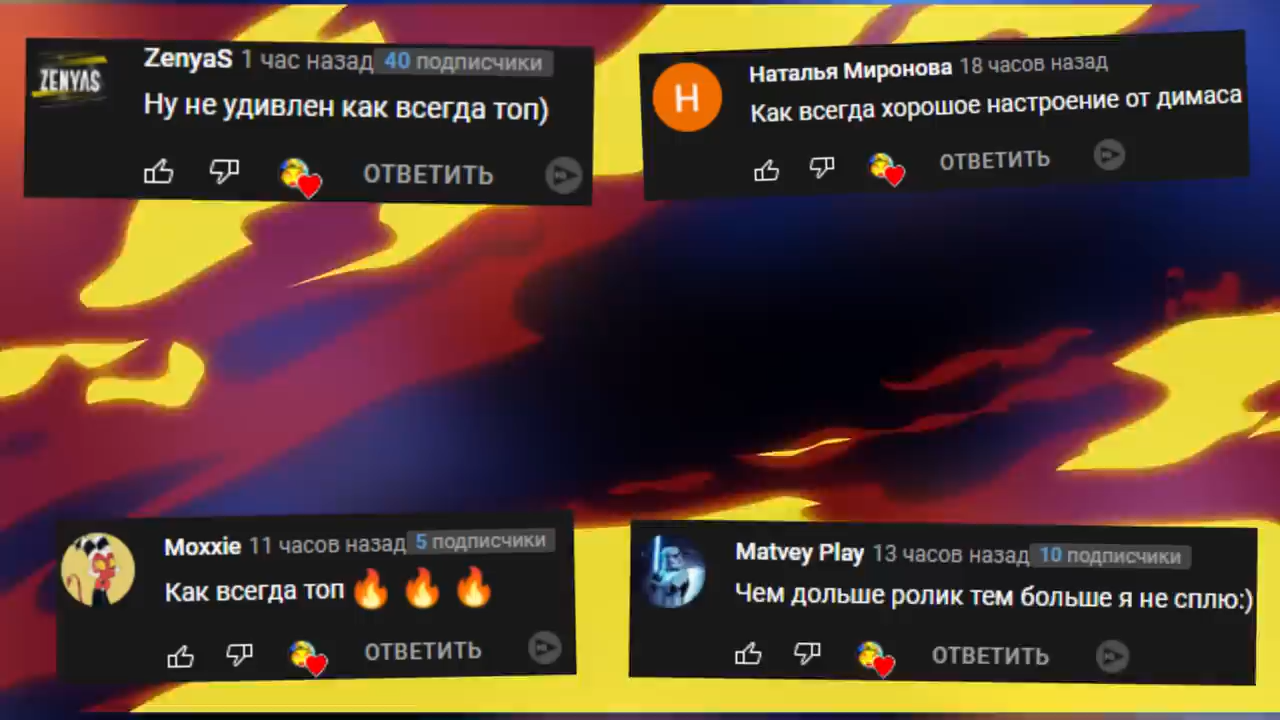 ZENYAS
ZenyaS 1 час назад 40 подписчики
Ну не удивлен как всегда топ)
ОТВЕТИТЬ
Н
Наталья Миронова 18 часов назад
Как всегда хорошое настроение от димаса
ОТВЕТИТЬ
Moxxie 11 часов назад 5 подписчики
Как всегда топ 🔥 🔥 🔥
ОТВЕТИТЬ
Matvey Play 13 часов назад 10 подписчики
Чем дольше ролик тем больше я не сплю:)
ОТВЕТИТЬ